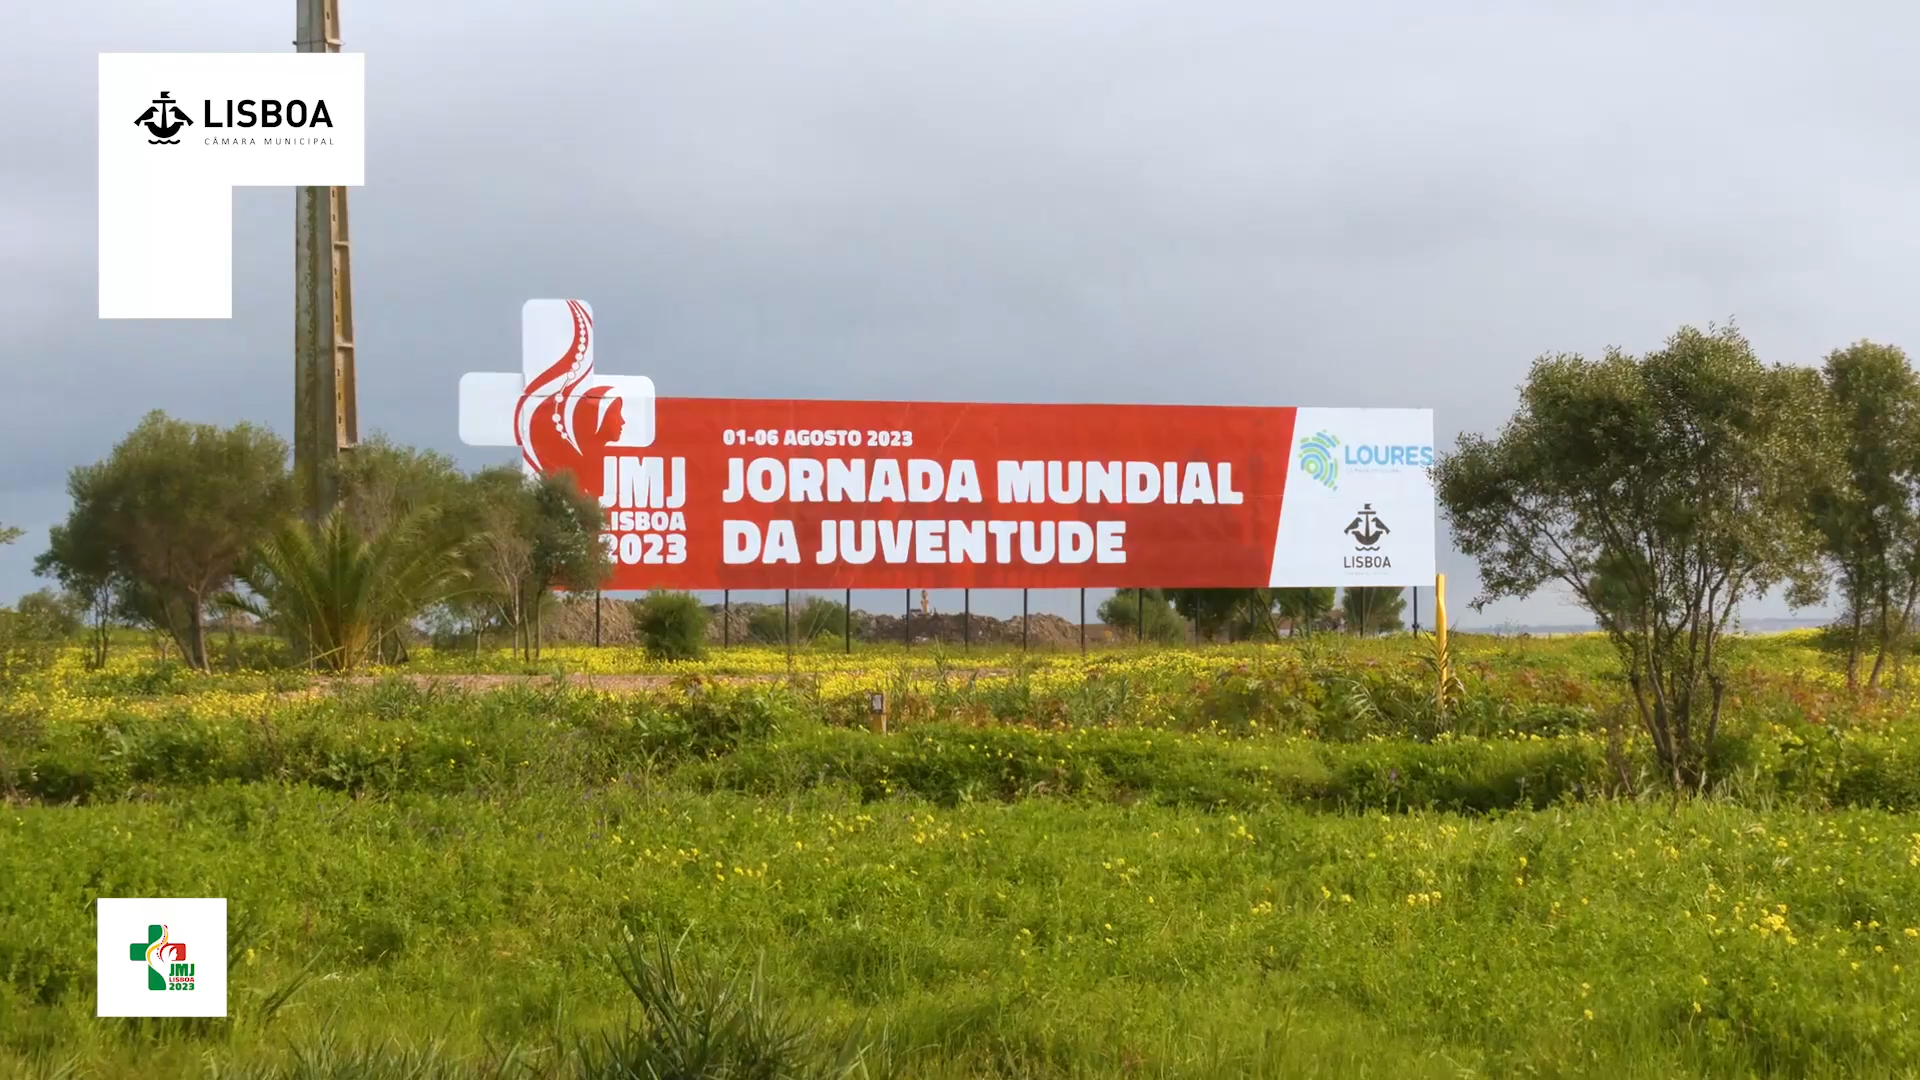 LISBOA
CÂMARA MUNICIPAL
01-06 AGOSTO 2023
JORNADA MUNDIAL
DA JUVENTUDE
JMJ
LISBOA
2023
LOURES
LISBOA
JMJ
LISBOA
2023